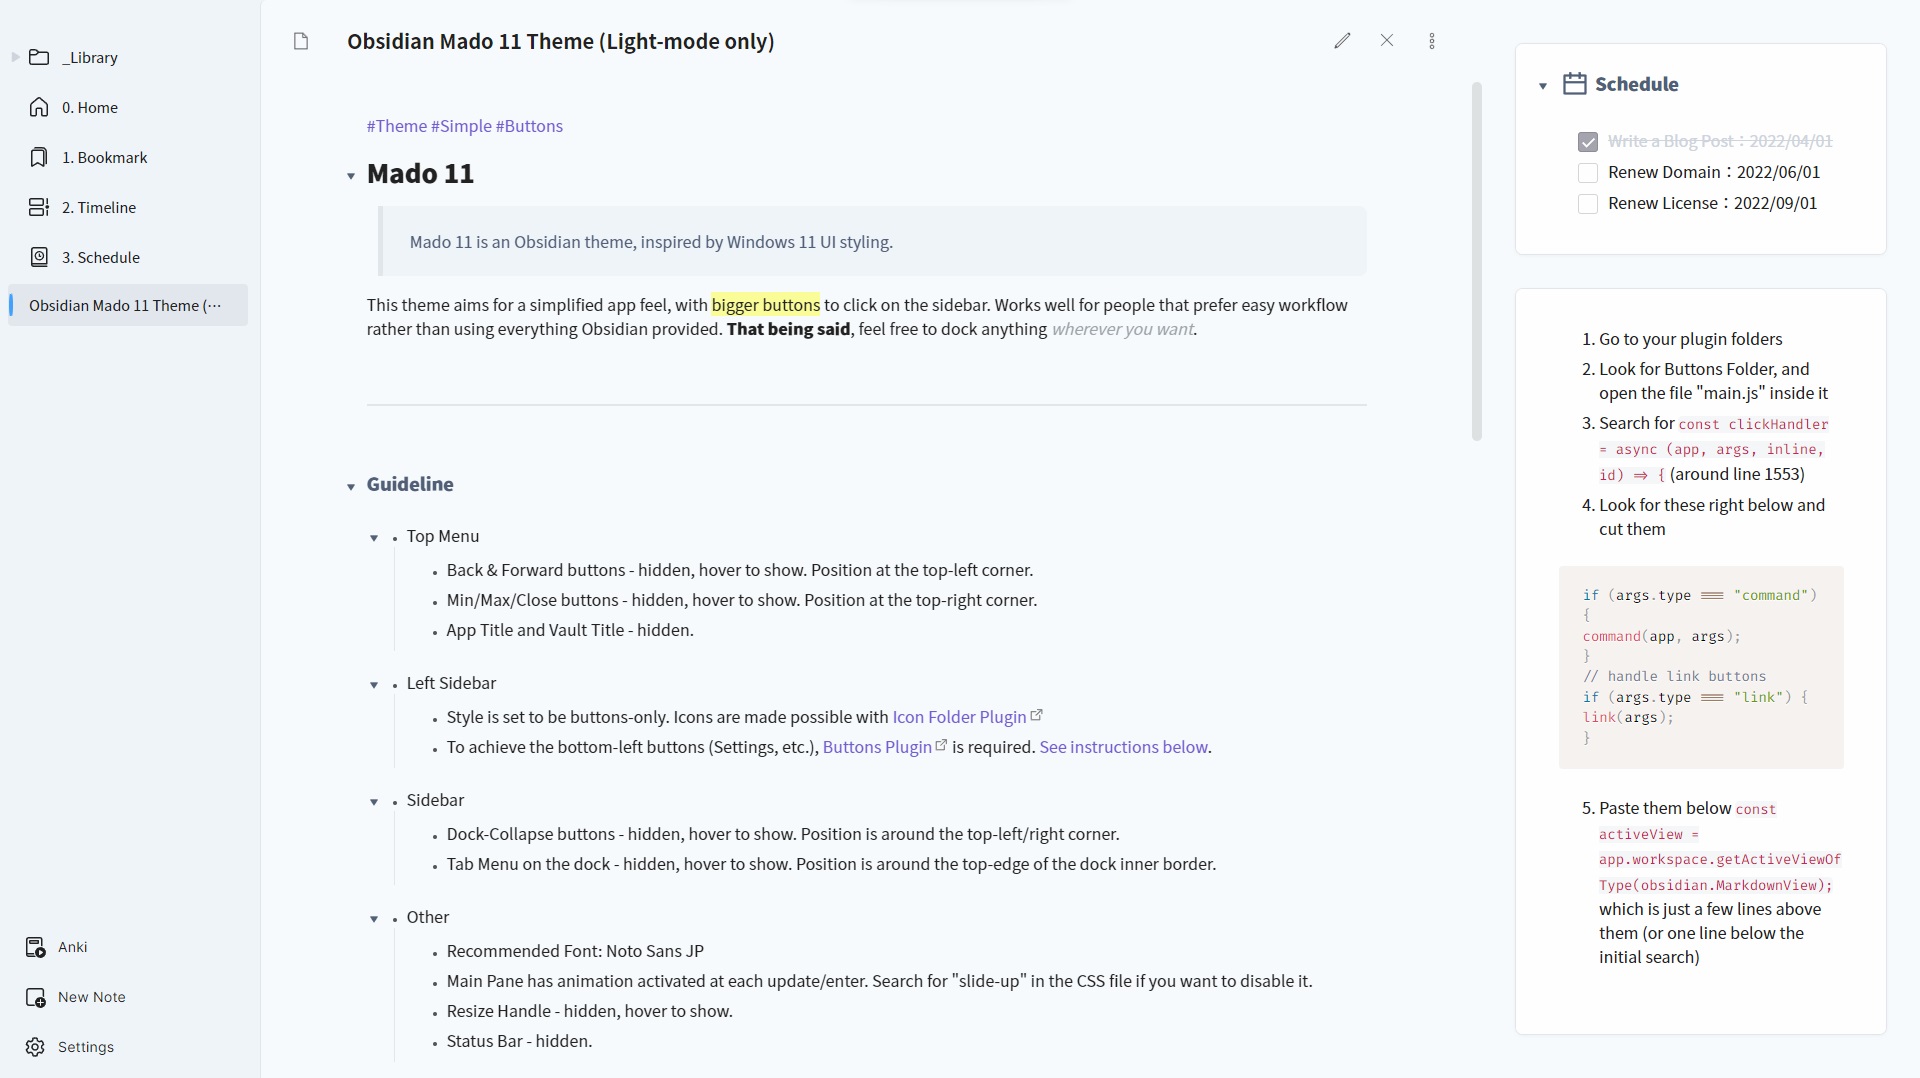 _Library
0. Home
1. Bookmark
2. Timeline
3. Schedule
Obsidian Mado 11 Theme (···
Anki
New Note
Settings
Obsidian Mado 11 Theme (Light-mode only)
#Theme #Simple #Buttons
Mado 11
Mado 11 is an Obsidian theme, inspired by Windows 11 UI styling.
This theme aims for a simplified app feel, with bigger buttons to click on the sidebar. Works well for people that prefer easy workflow
rather than using everything Obsidian provided. That being said, feel free to dock anything wherever you want.
Guideline
• Top Menu
• Back & Forward buttons - hidden, hover to show. Position at the top-left corner.
• Min/Max/Close buttons - hidden, hover to show. Position at the top-right corner.
• App Title and Vault Title - hidden.
• Left Sidebar
• Style is set to be buttons-only. Icons are made possible with Icon Folder Plugin
• To achieve the bottom-left buttons (Settings, etc.), Buttons Plugin is required. See instructions below.
• Sidebar
• Dock-Collapse buttons - hidden, hover to show. Position is around the top-left/right corner.
• Tab Menu on the dock - hidden, hover to show. Position is around the top-edge of the dock inner border.
• Other
• Recommended Font: Noto Sans JP
• Main Pane has animation activated at each update/enter. Search for "slide-up" in the CSS file if you want to disable it.
• Resize Handle - hidden, hover to show.
• Status Bar - hidden.
Schedule
Write a Blog Post：2022/04/01
Renew Domain：2022/06/01
Renew License：2022/09/01
1. Go to your plugin folders
2. Look for Buttons Folder, and
open the file "main.js" inside it
3. Search for const clickHandler
= async (app, args, inline,
id) => { (around line 1553)
4. Look for these right below and
cut them
if (args.type === "command")
{
command(app, args);
}
// handle link buttons
if (args.type === "link") {
link(args);
}
5. Paste them below const
activeView =
app.workspace.getActiveViewOf
Type(obsidian.MarkdownView);
which is just a few lines above
them (or one line below the
initial search)